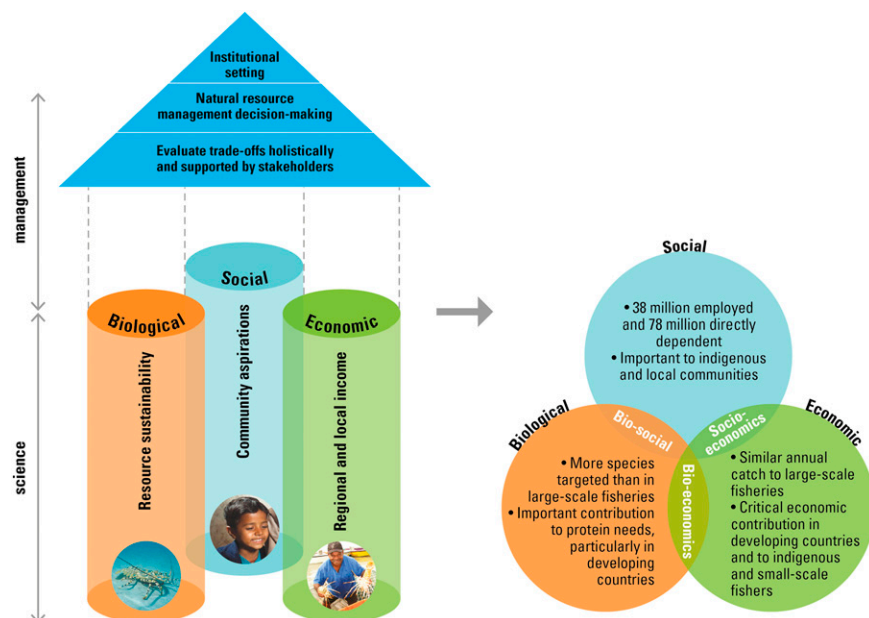 Institutional
setting
Natural resource
management decision-making
Evaluate trade-offs holistically
and supported by stakeholders
management
science
Biological
Resource sustainability
Social
Community aspirations
Economic
Regional and local income
Social
• 38 million employed
and 78 million directly
dependent
• Important to indigenous
and local communities
Biological
Bio-social
Socio-
economics
Economic
• More species
targeted than in
large-scale fisheries
• Important contribution
to protein needs,
particularly in
developing
countries
Bio-economics
• Similar annual
catch to large-scale
fisheries
• Critical economic
contribution in
developing countries
and to indigenous
and small-scale
fishers